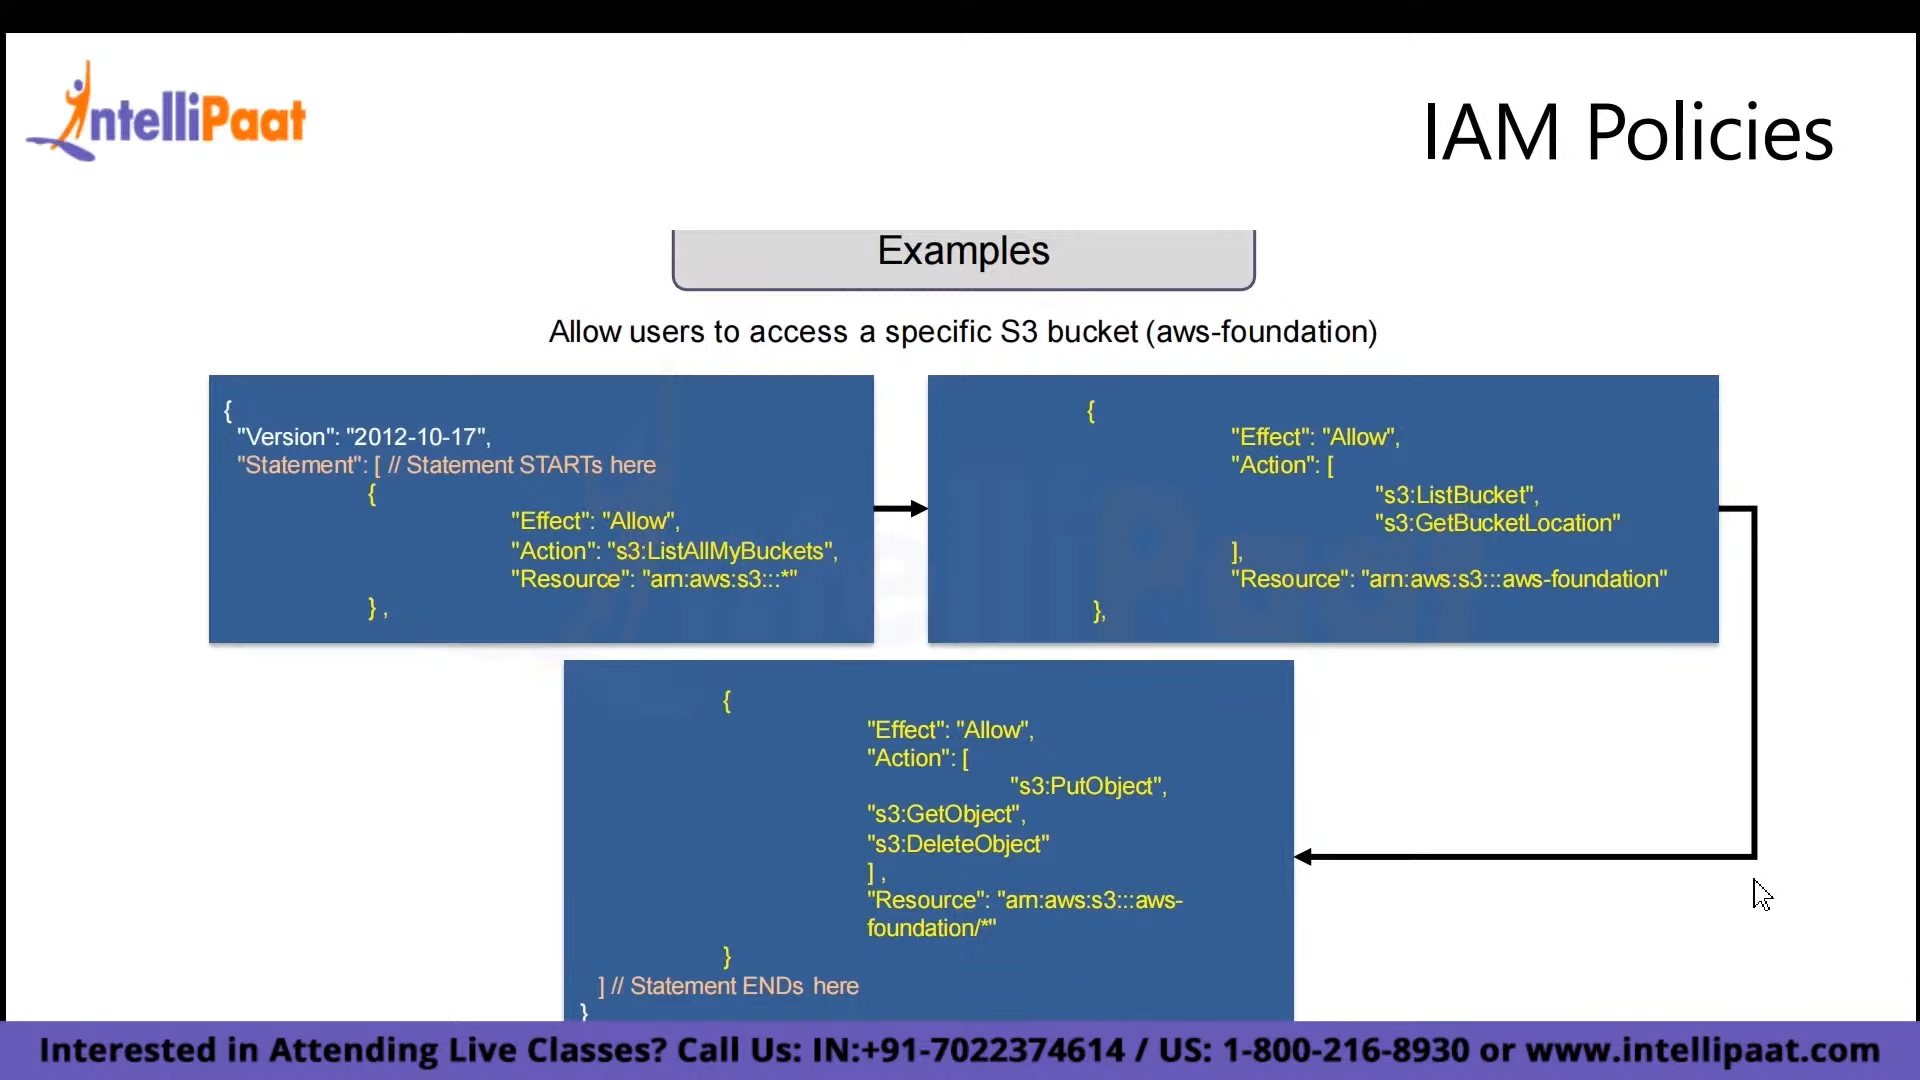 IntelliPaat
IAM Policies
Examples
Allow users to access a specific S3 bucket (aws-foundation)
{
"Version": "2012-10-17",
"Statement": [ // Statement STARTs here
{
"Effect": "Allow",
"Action": "s3:ListAllMyBuckets",
"Resource": "arn:aws:s3:::*"
} ,
{
"Effect": "Allow",
"Action": [
"s3:ListBucket",
"s3:GetBucketLocation"
],
"Resource": "arn:aws:s3:::aws-foundation"
},
{
"Effect": "Allow",
"Action": [
"s3:PutObject",
"s3:GetObject",
"s3:DeleteObject"
] ,
"Resource": "arn:aws:s3:::aws-
foundation/*"
}
] // Statement ENDs here
}
Interested in Attending Live Classes? Call Us: IN:+91-7022374614 / US: 1-800-216-8930 or www.intellipaat.com